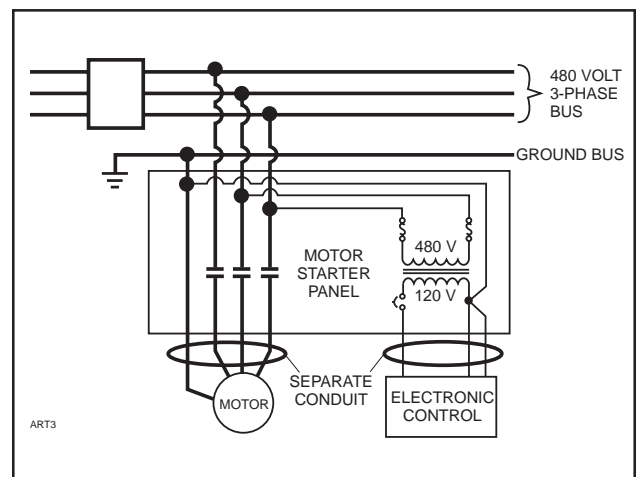 480 VOLT
3-PHASE
BUS
GROUND BUS
MOTOR
STARTER
PANEL
480 V
120 V
SEPARATE
CONDUIT
MOTOR
ELECTRONIC
CONTROL
ART3